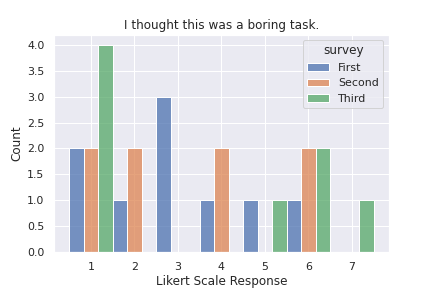 I thought this was a boring task.
survey
First
Second
Third
4.0
3.5
3.0
2.5
2.0
1.5
1.0
0.5
0.0
Count
1 2 3 4 5 6 7
Likert Scale Response